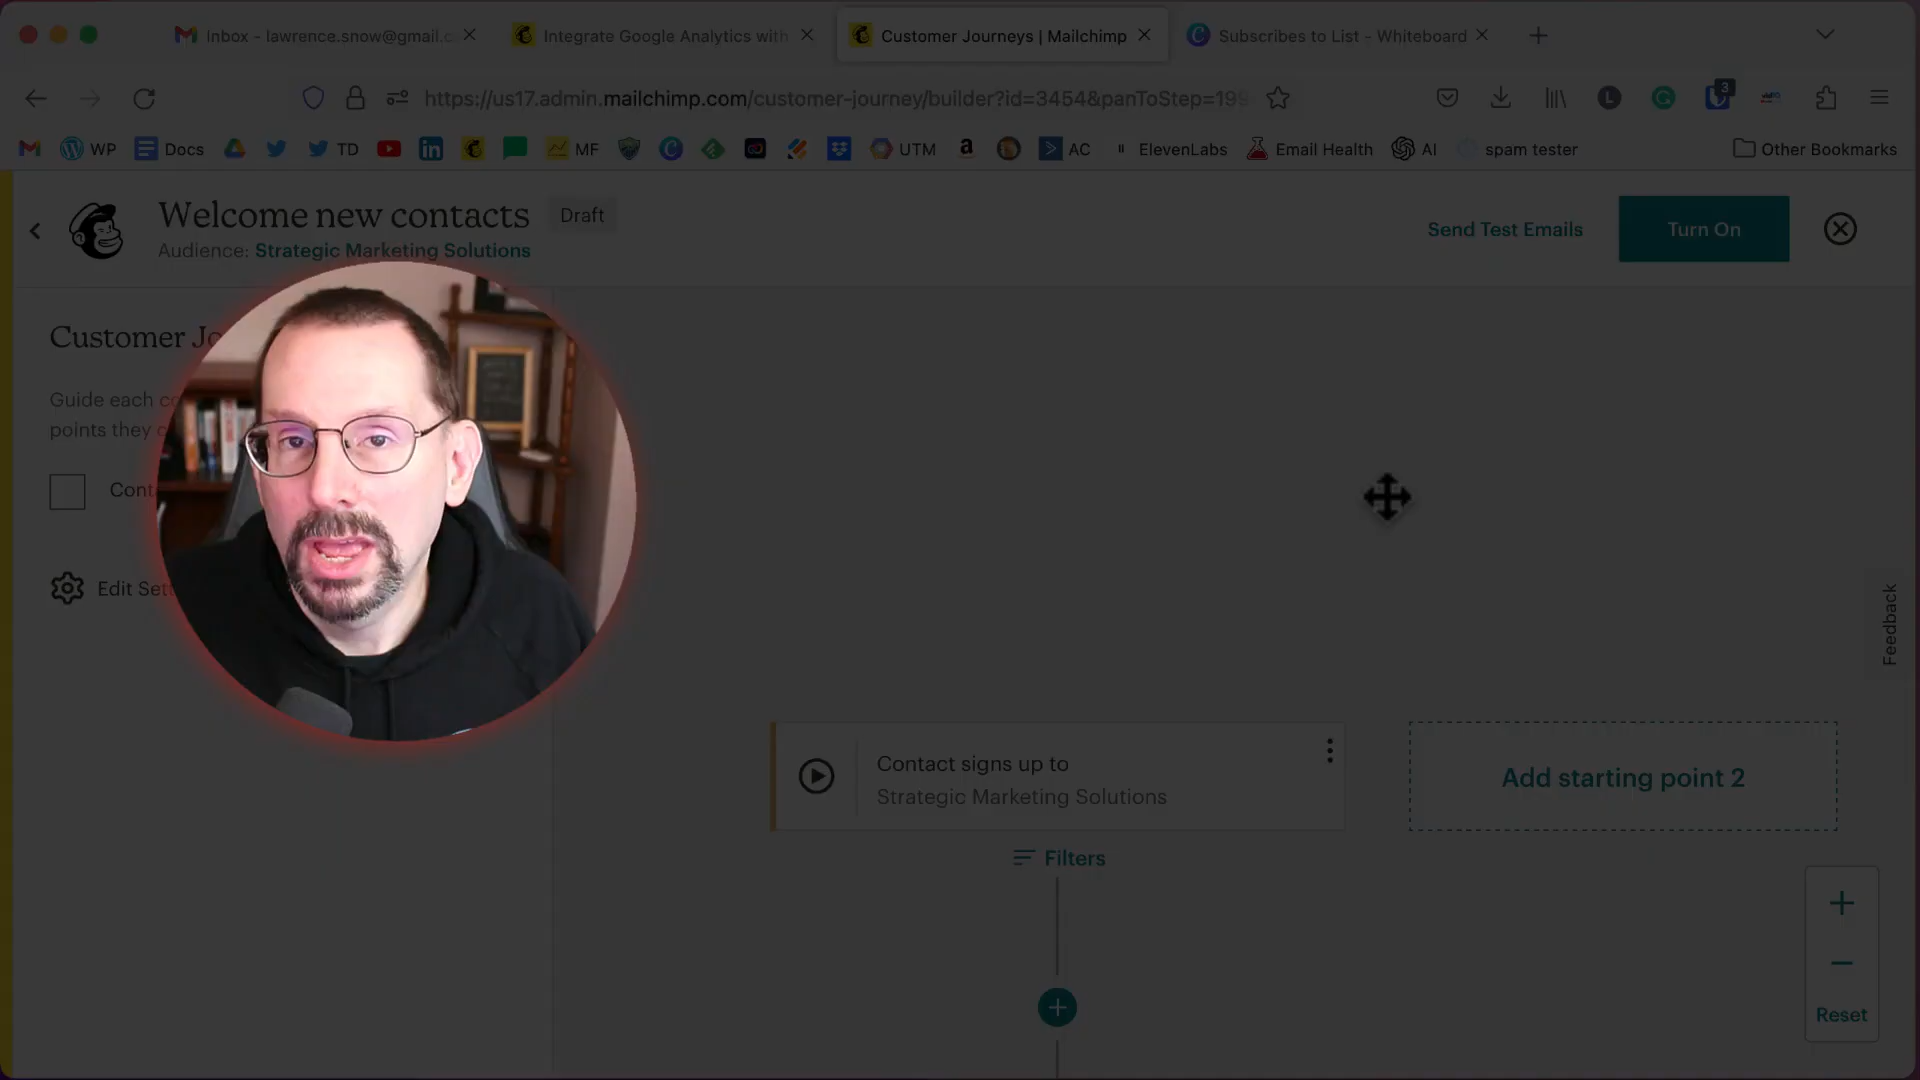 Inbox - lawrence.snow@gmail.c
Integrate Google Analytics with
Customer Journeys | Mailchimp
Subscribes to List - Whiteboard
https://us17.admin.mailchimp.com/customer-journey/builder?id=3454&panToStep=199
3
WP
Docs
TD
MF
UTM
AC
ElevenLabs
Email Health
AI
spam tester
Other Bookmarks
Welcome new contacts
Draft
Audience: Strategic Marketing Solutions
Send Test Emails
Turn On
Customer Jo
Guide each co
points they
Cont
Edit Sett
Feedback
Contact signs up to
Strategic Marketing Solutions
Add starting point 2
Filters
Reset